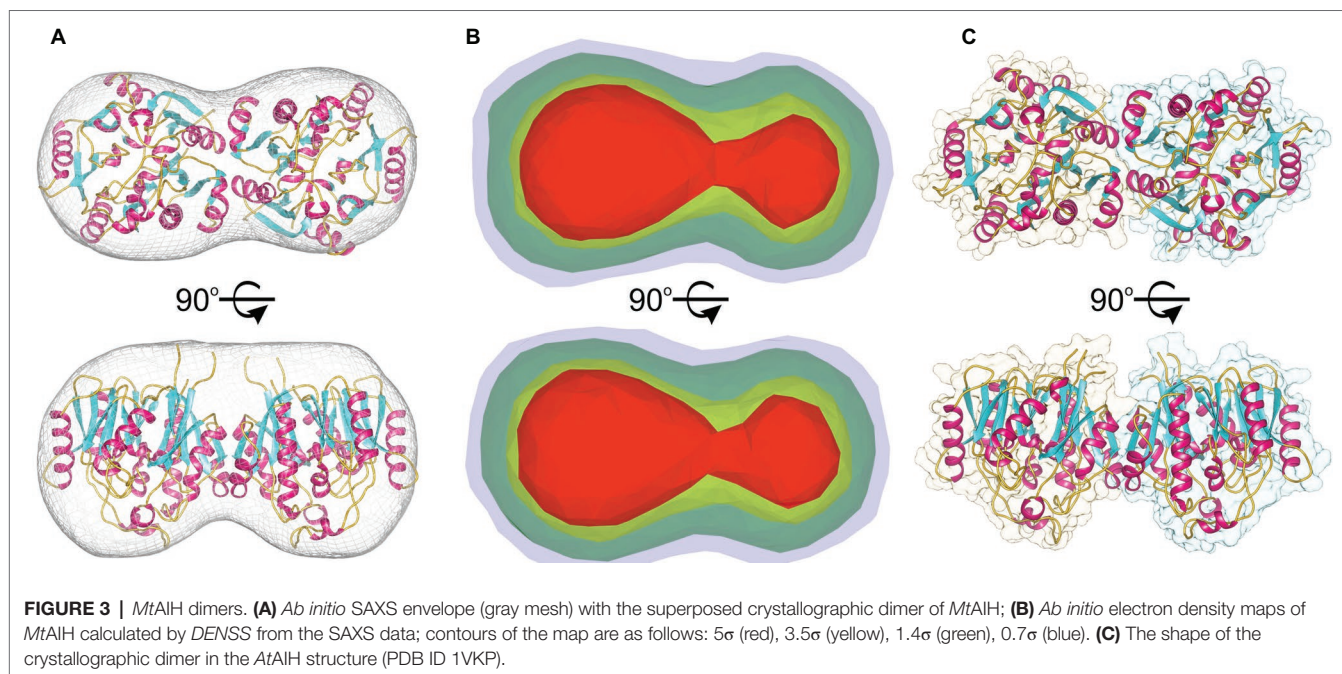 A
B
C
90°
90°
90°
FIGURE 3 | MtAIH dimers. (A) Ab initio SAXS envelope (gray mesh) with the superposed crystallographic dimer of MtAIH; (B) Ab initio electron density maps of
MtAIH calculated by DENSS from the SAXS data; contours of the map are as follows: 5σ (red), 3.5σ (yellow), 1.4σ (green), 0.7σ (blue). (C) The shape of the
crystallographic dimer in the AtAIH structure (PDB ID 1VKP).